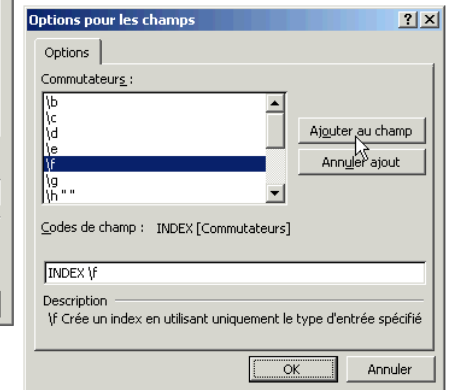 Options pour les champs
Options
Commutateurs :
\b
\c
\d
\e
\f
\g
\h " "
Ajouter au champ
Annuler ajout
Codes de champ : INDEX [Commutateurs]
INDEX \f
Description
\f Crée un index en utilisant uniquement le type d'entrée spécifié
OK
Annuler